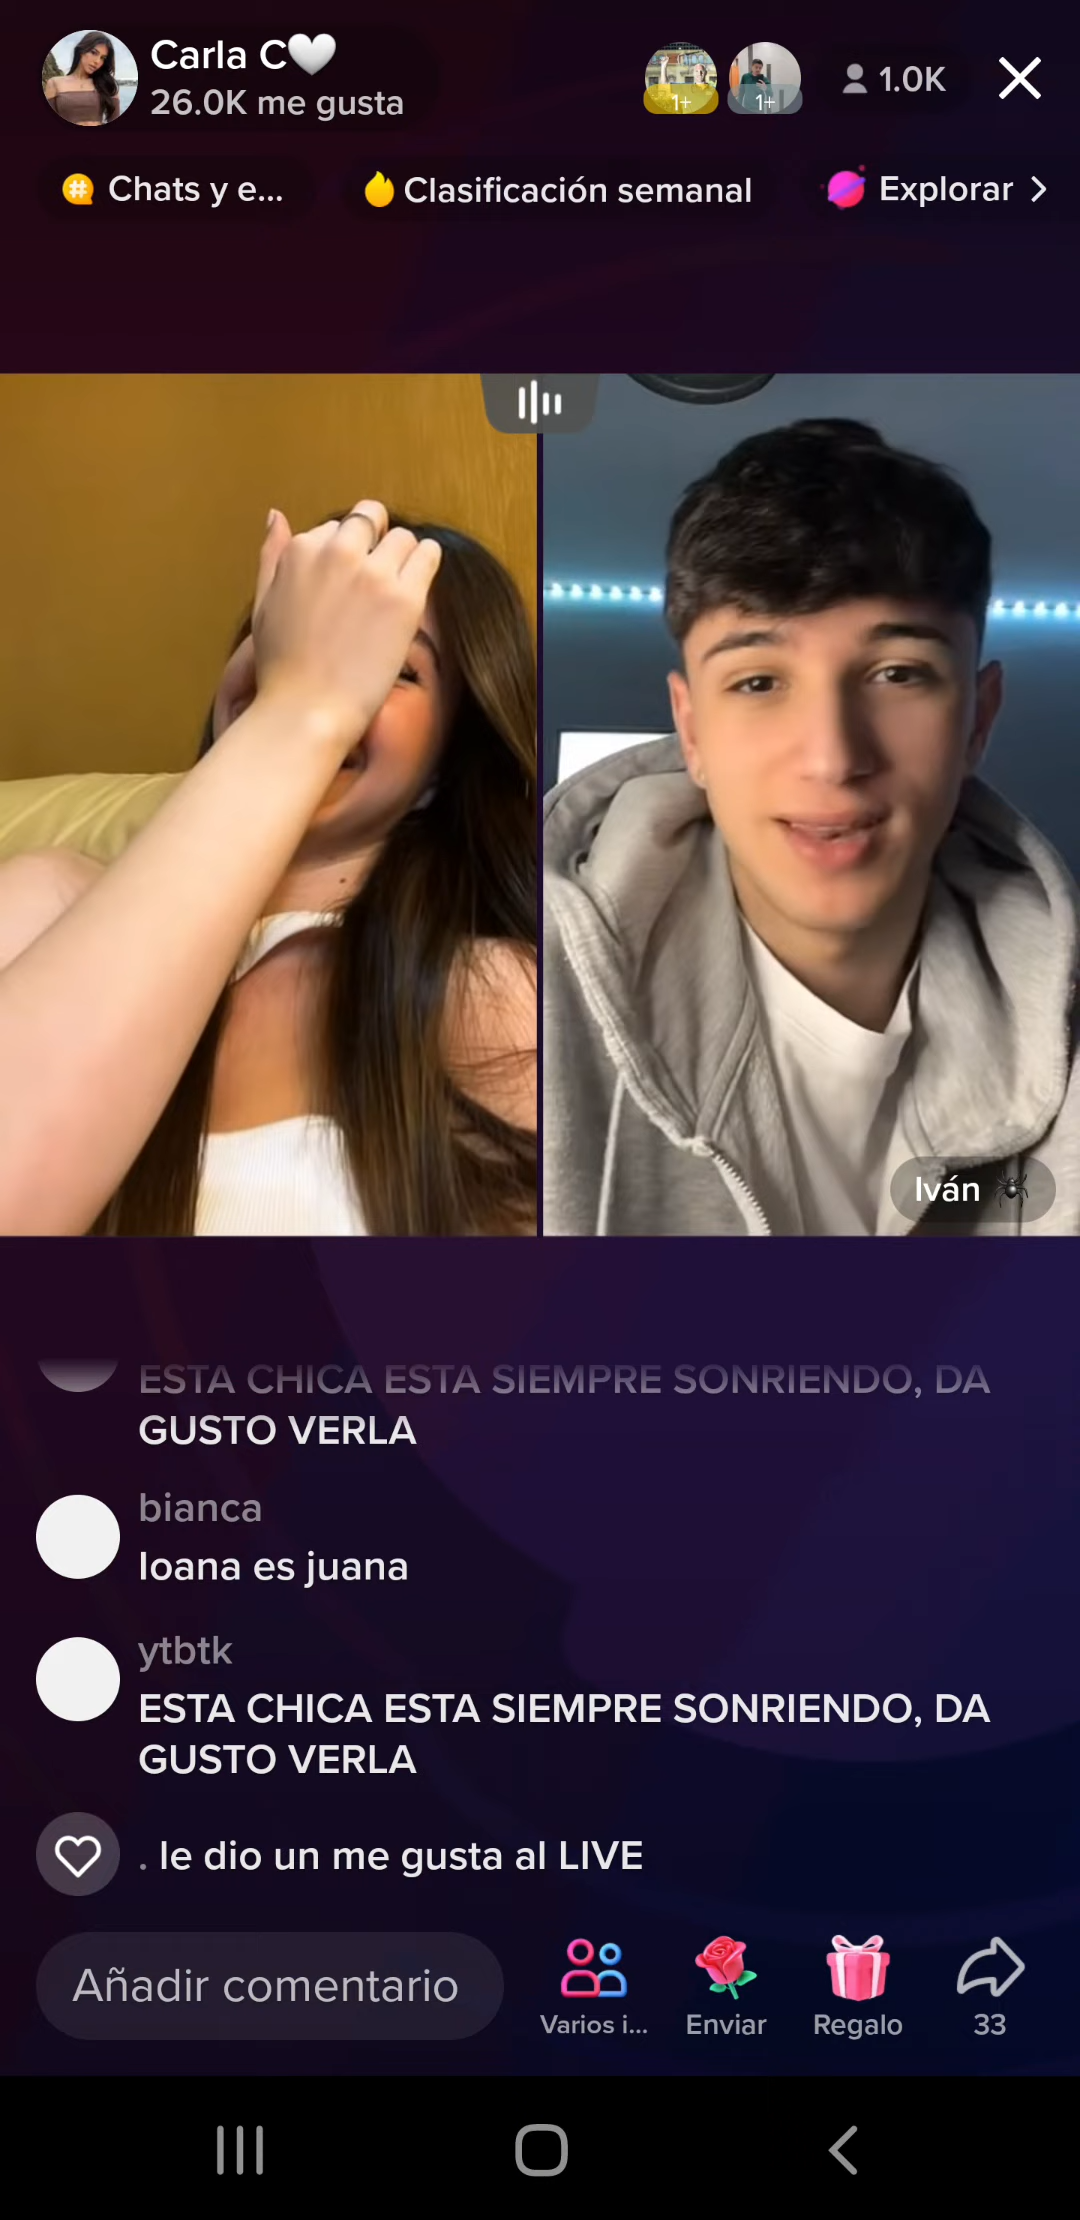 Carla C🤍
26.0K me gusta
1+
1+
1.0K
Chats y e...
Clasificación semanal
Explorar
Iván 🕷
ESTA CHICA ESTA SIEMPRE SONRIENDO, DA
GUSTO VERLA
bianca
Ioana es juana
ytbtk
ESTA CHICA ESTA SIEMPRE SONRIENDO, DA
GUSTO VERLA
. le dio un me gusta al LIVE
Añadir comentario
Varios i...
Enviar
Regalo
33